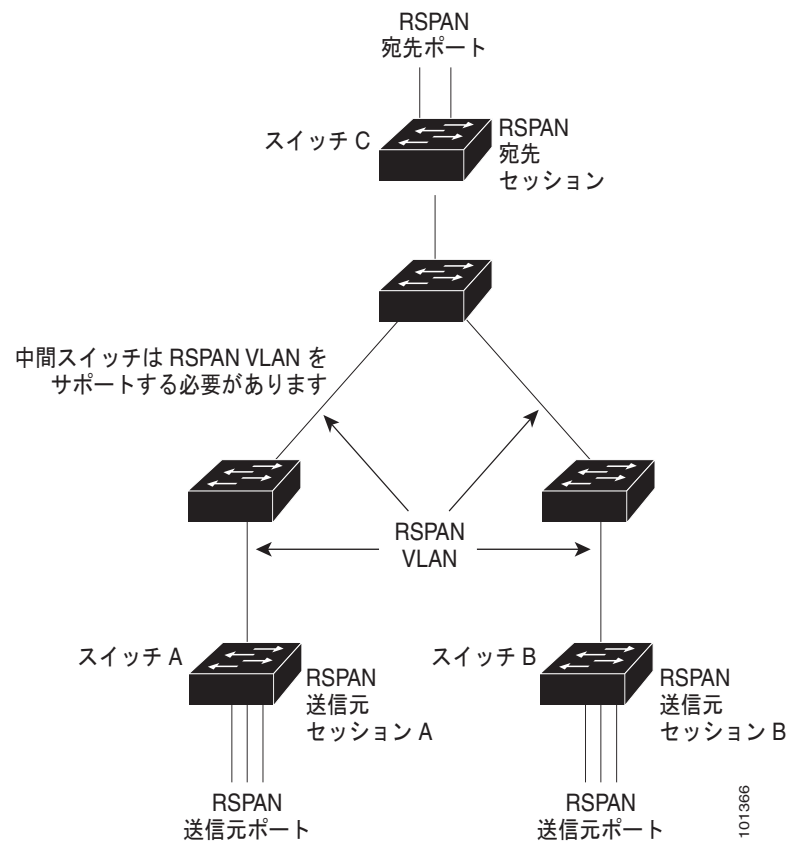 RSPAN
宛先ポート
スイッチ C
RSPAN
宛先
セッション
中間スイッチは RSPAN VLAN を
サポートする必要があります
RSPAN
VLAN
スイッチ A
RSPAN
送信元
セッション A
スイッチ B
RSPAN
送信元
セッション B
RSPAN
送信元ポート
RSPAN
送信元ポート
101366